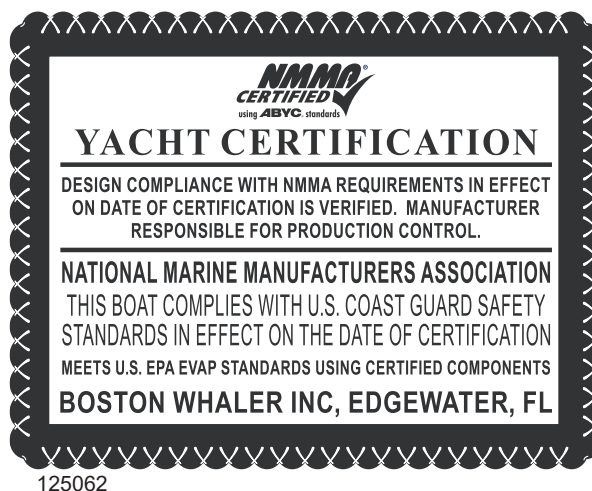 NMMA®
CERTIFIED
using ABYC. standards
YACHT CERTIFICATION
DESIGN COMPLIANCE WITH NMMA REQUIREMENTS IN EFFECT
ON DATE OF CERTIFICATION IS VERIFIED. MANUFACTURER
RESPONSIBLE FOR PRODUCTION CONTROL.
NATIONAL MARINE MANUFACTURERS ASSOCIATION
THIS BOAT COMPLIES WITH U.S. COAST GUARD SAFETY
STANDARDS IN EFFECT ON THE DATE OF CERTIFICATION
MEETS U.S. EPA EVAP STANDARDS USING CERTIFIED COMPONENTS
BOSTON WHALER INC, EDGEWATER, FL
125062